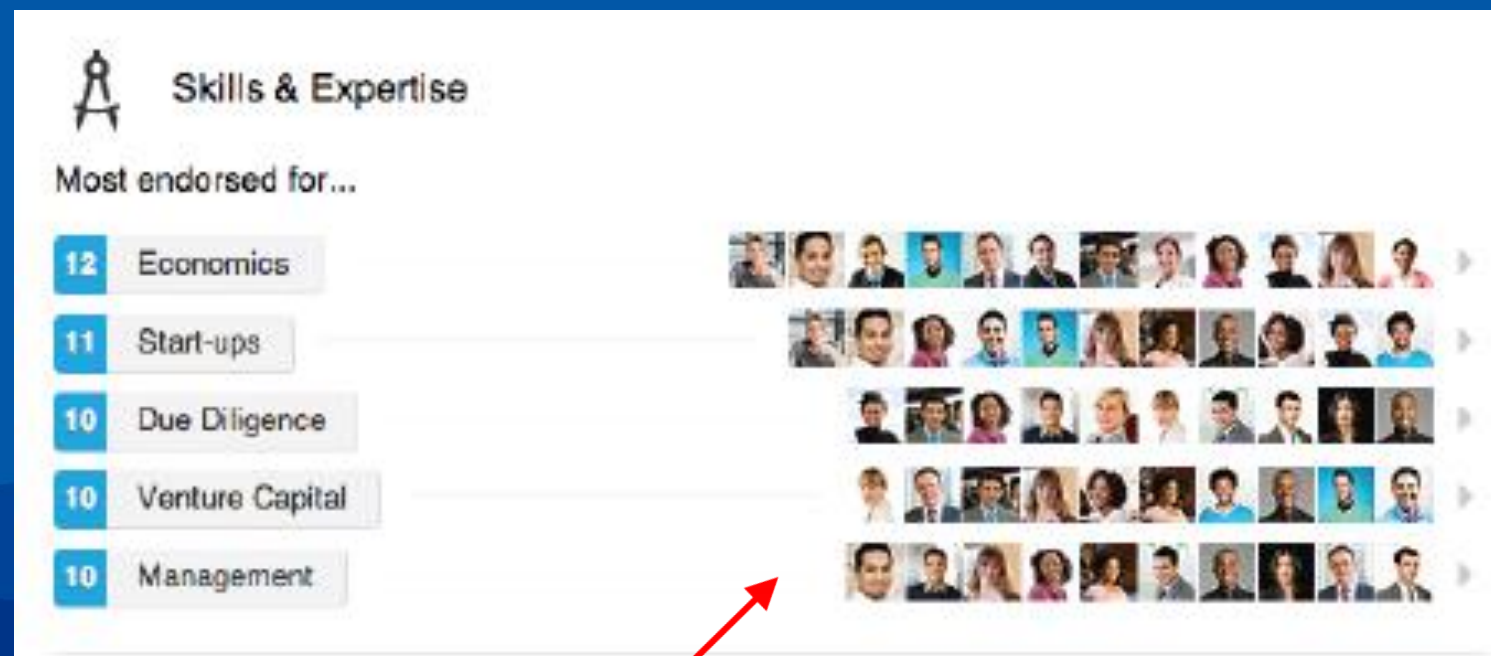 Skills & Expertise
Most endorsed for...
12 Economics
11 Start-ups
10 Due Diligence
10 Venture Capital
10 Management